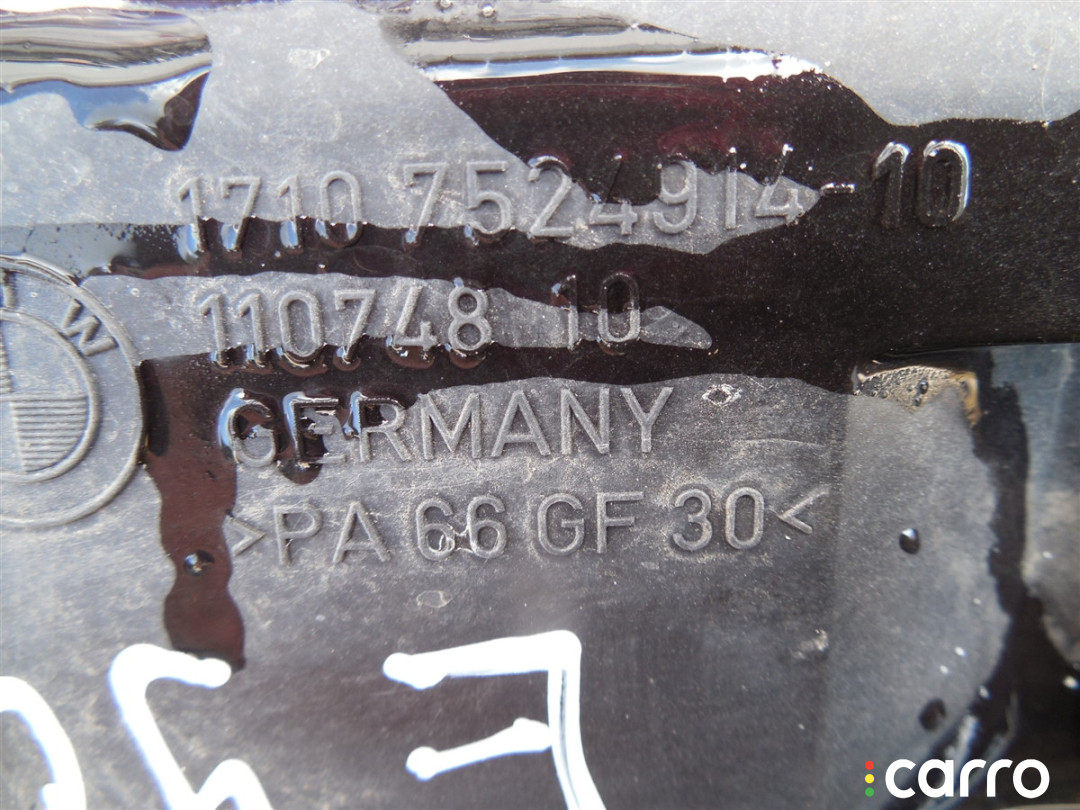 1710 7524914-10
110748 10
W
GERMANY
>PA 66 GF 30<
carro